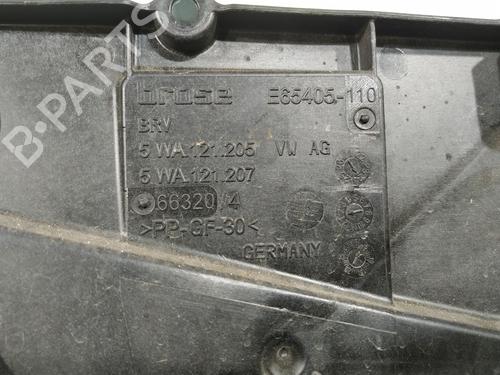 B-PARTS
brose E65405-110
BRV
5 WA.121.205 VW AG
5 WA.121.207
66320/4
>PP-GF-30<
GERMANY